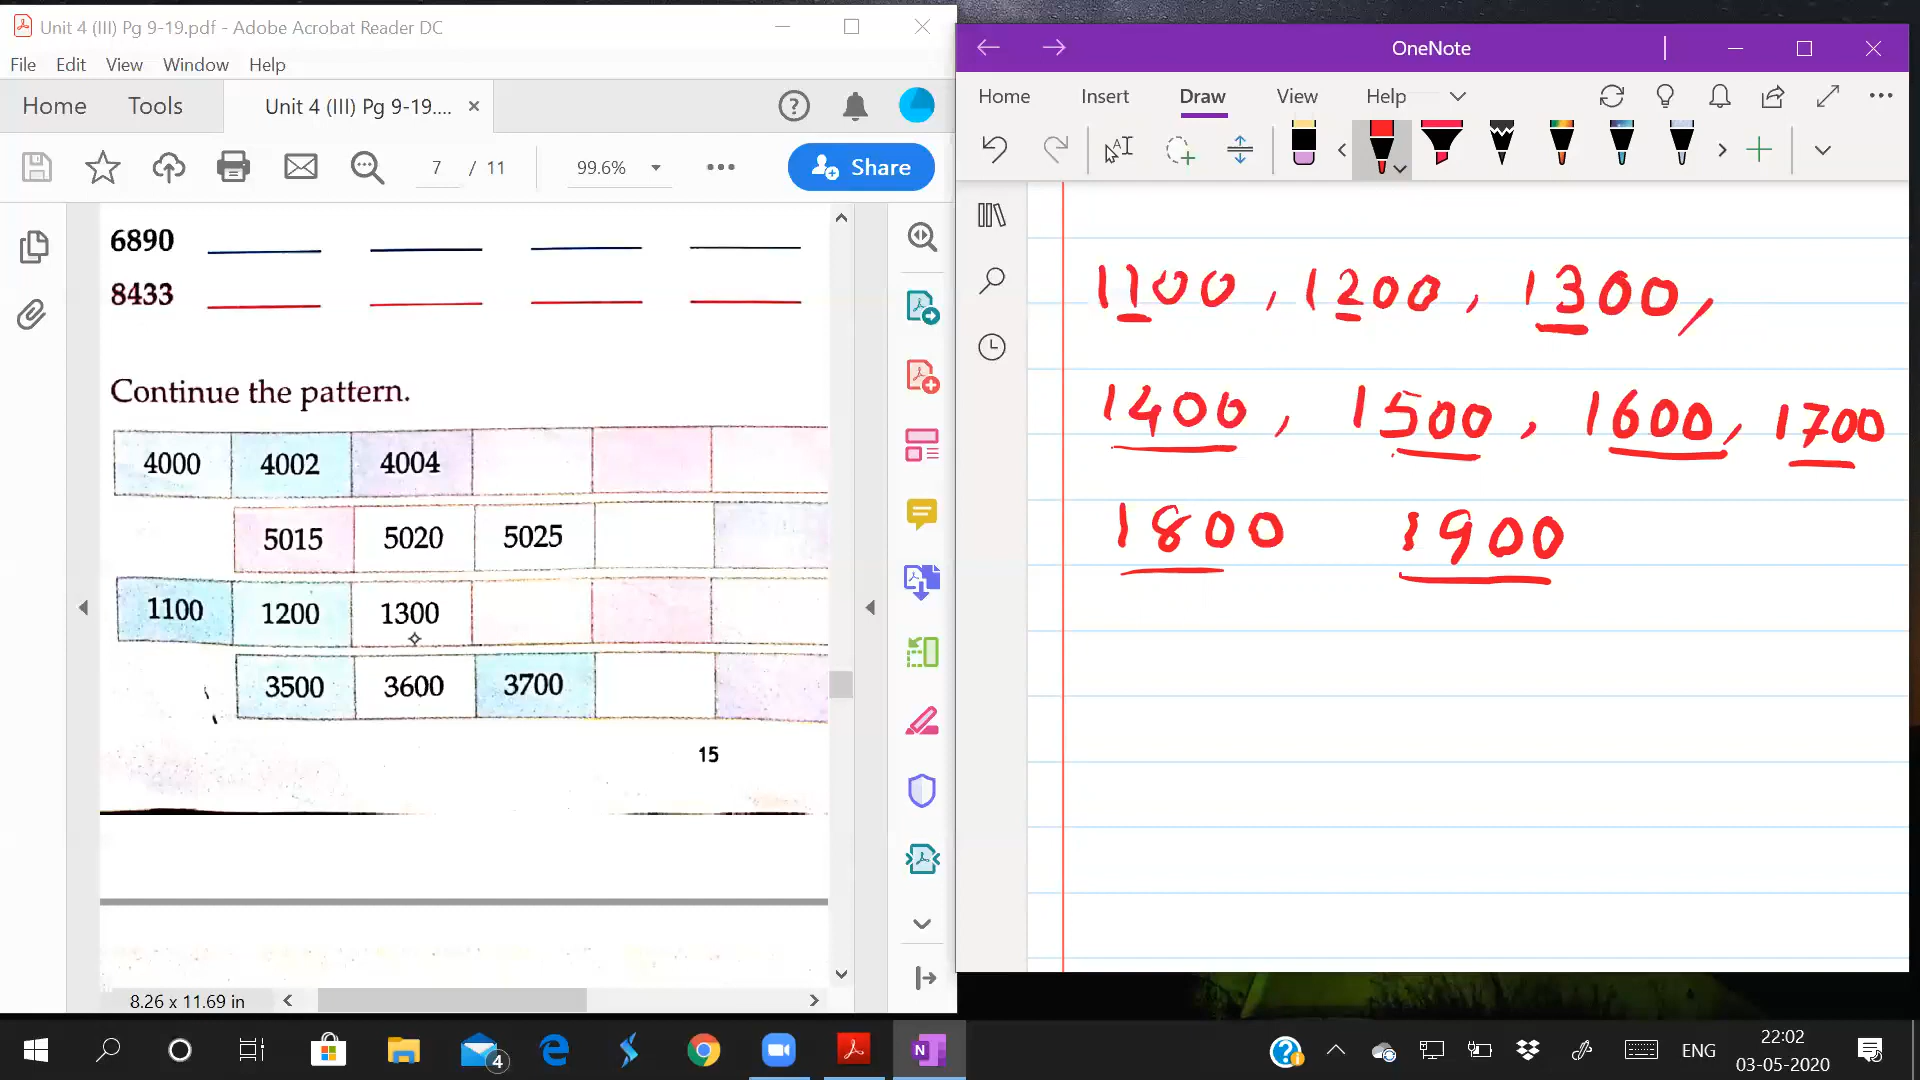 Unit 4 (III) Pg 9-19.pdf - Adobe Acrobat Reader DC
File Edit View Window Help
Home Tools Unit 4 (III) Pg 9-19....
7 / 11 99.6% Share
6890
8433
Continue the pattern.
4000 4002 4004
5015 5020 5025
1100 1200 1300
3500 3600 3700
15
8.26 x 11.69 in
OneNote
Home Insert Draw View Help
1100 , 1200 , 1300,
1400 , 1500 , 1600, 1700
1800 1900
4
ENG
22:02
03-05-2020